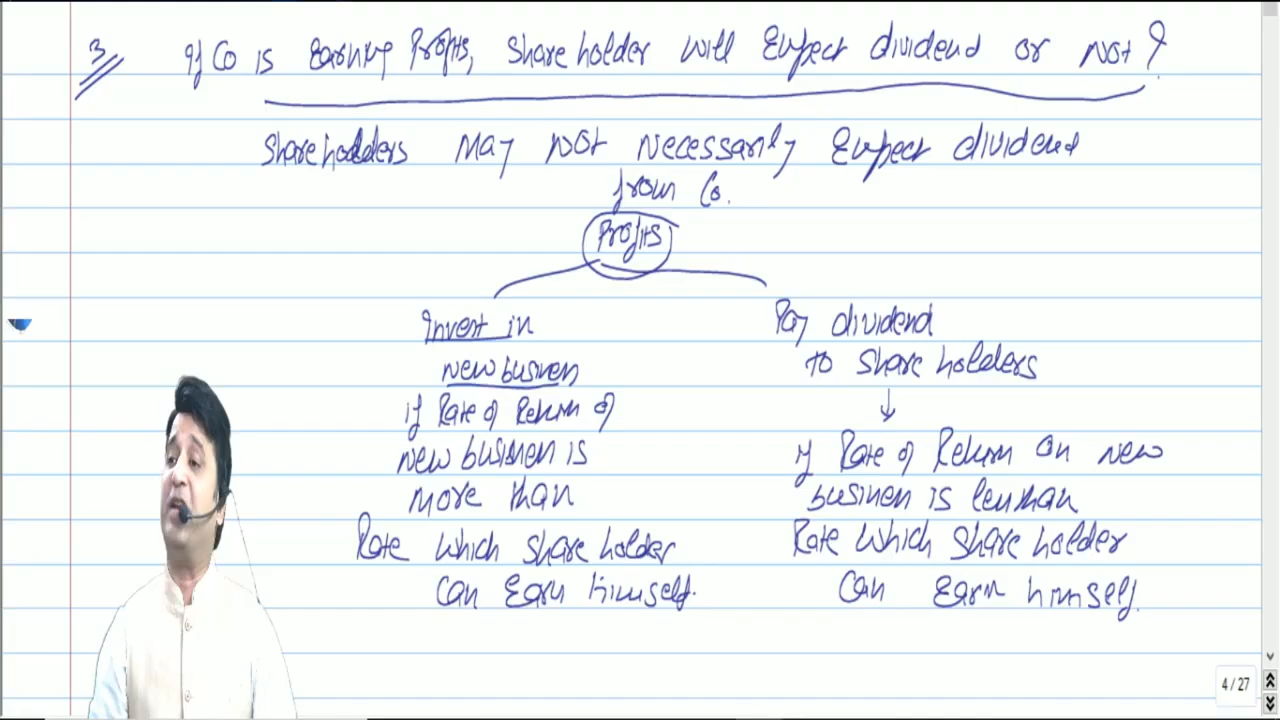 3
If Co is Earning Profits, Share holder will Expect dividend or Not?
Shareholders May Not Necessarily Expect dividend
from Co.
Profits
Invest in
New business
if Rate of Return of
New business is
More than
Rate which share holder
Can Earn himself.
Pay dividend
to share holders
↓
if Rate of Return on new
business is less than
Rate which share holder
Can Earn himself.
4 / 27